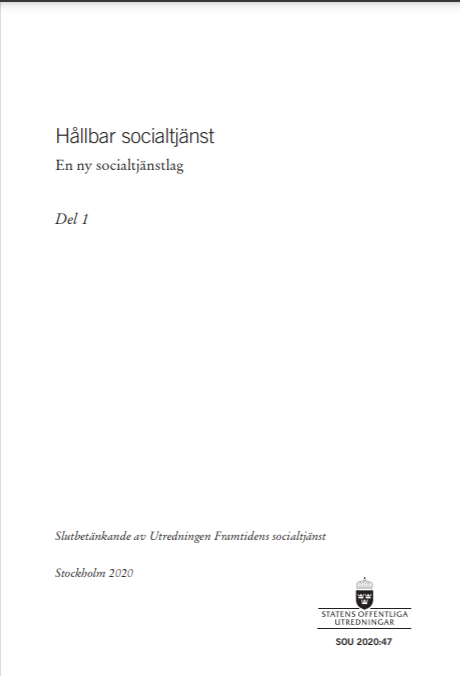 Hållbar socialtjänst
En ny socialtjänstlag
Del 1
Slutbetänkande av Utredningen Framtidens socialtjänst
Stockholm 2020
STATENS OFFENTLIGA
UTREDNINGAR
SOU 2020:47